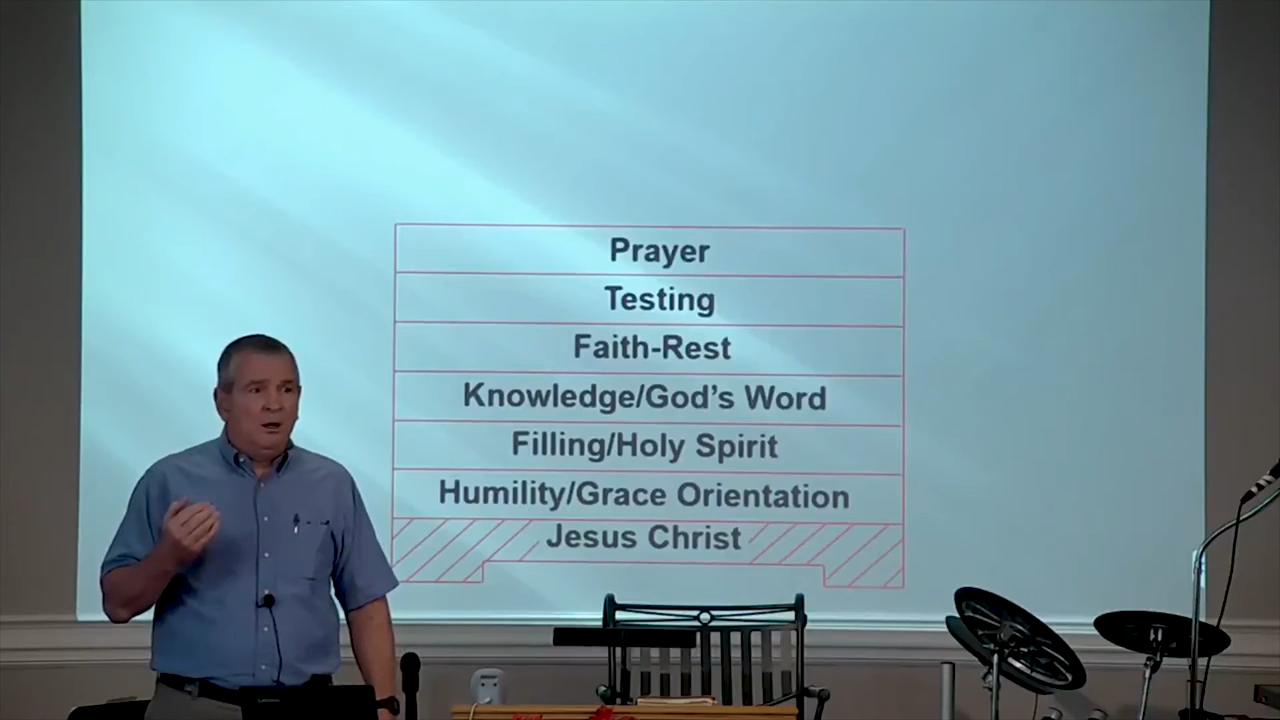 Prayer
Testing
Faith-Rest
Knowledge/God's Word
Filling/Holy Spirit
Humility/Grace Orientation
Jesus Christ